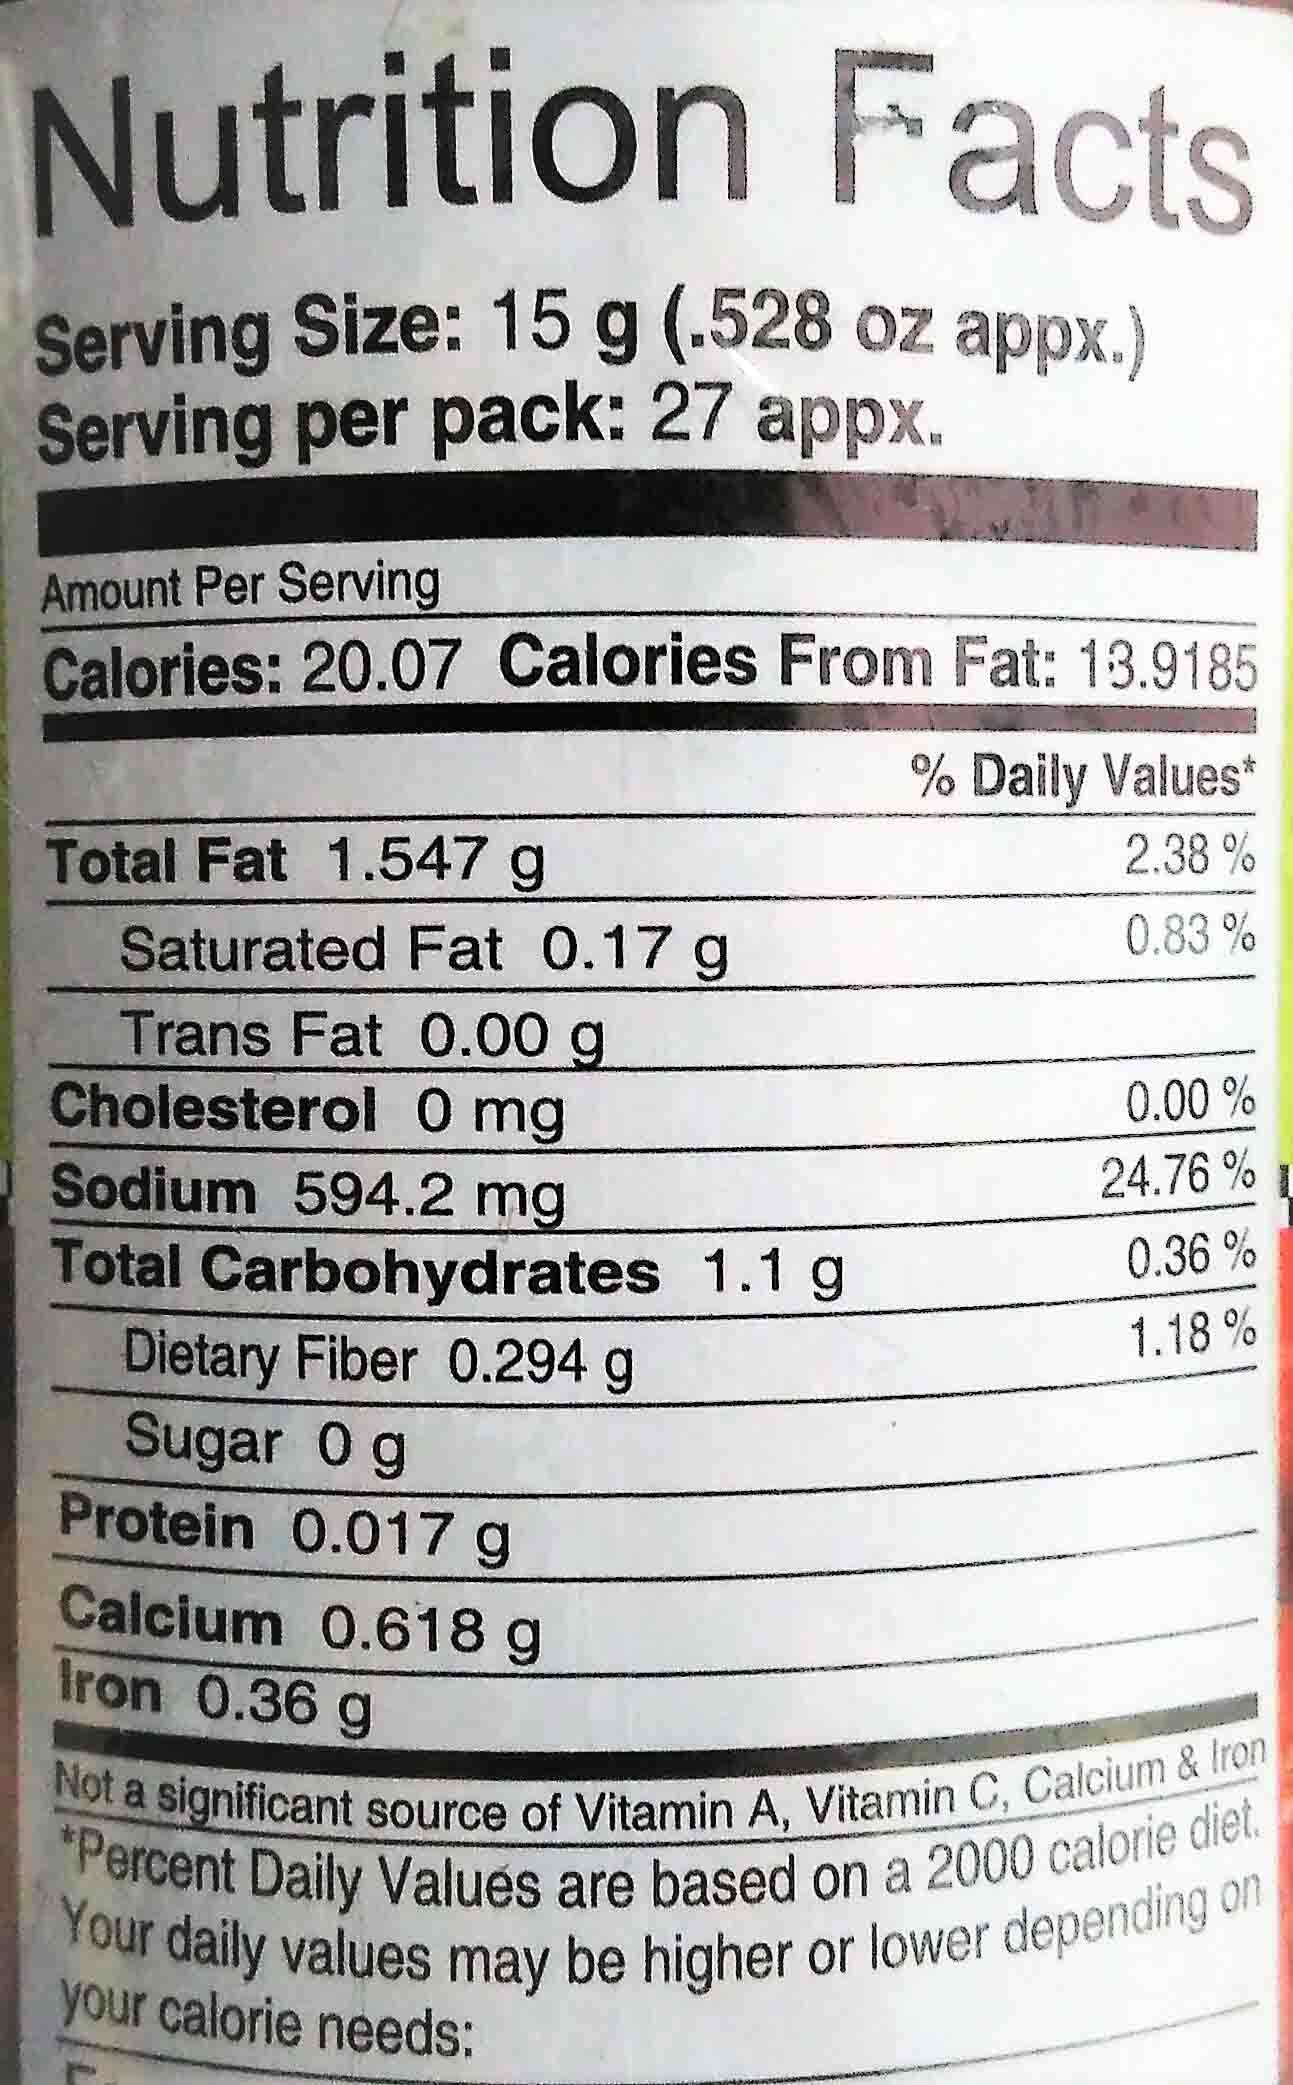 Nutrition Facts
Serving Size: 15 g (.528 oz appx.)
Serving per pack: 27 appx.
Amount Per Serving
Calories: 20.07 Calories From Fat: 13.9185
% Daily Values*
Total Fat 1.547 g 2.38 %
Saturated Fat 0.17 g 0.83 %
Trans Fat 0.00 g
Cholesterol 0 mg 0.00 %
Sodium 594.2 mg 24.76 %
Total Carbohydrates 1.1 g 0.36 %
Dietary Fiber 0.294 g 1.18 %
Sugar 0 g
Protein 0.017 g
Calcium 0.618 g
Iron 0.36 g
Not a significant source of Vitamin A, Vitamin C, Calcium & Iron
*Percent Daily Values are based on a 2000 calorie diet.
Your daily values may be higher or lower depending on
your calorie needs: